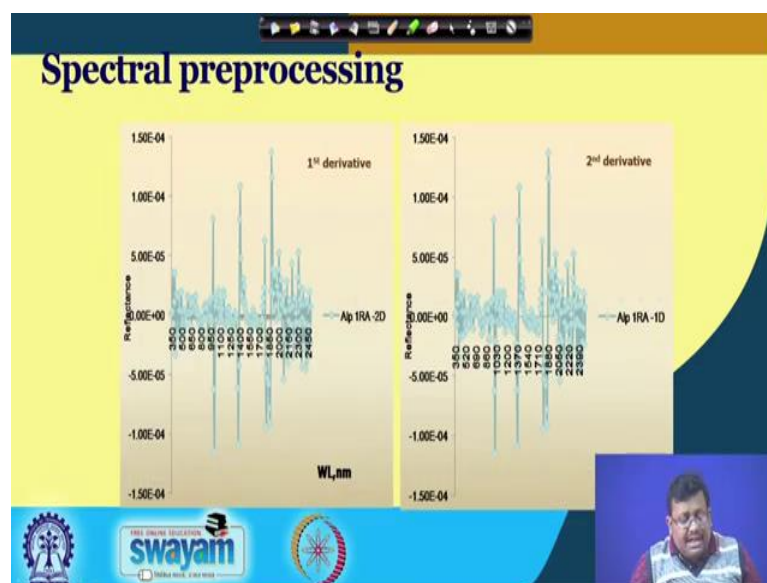 Spectral preprocessing
1.50E-04
1.00E-04
5.00E-05
0.00E+00
-5.00E-05
-1.00E-04
-1.50E-04
Reflectance
1st derivative
350
500
650
800
950
1100
1250
1400
1550
1700
1850
2000
2150
2300
2450
Alp 1RA -2D
WL,nm
1.50E-04
1.00E-04
5.00E-05
0.00E+00
-5.00E-05
-1.00E-04
-1.50E-04
Reflectance
2nd derivative
350
520
690
860
1030
1200
1370
1540
1710
1880
2050
2220
2390
Alp 1RA -1D
FREE ONLINE EDUCATION
swayam